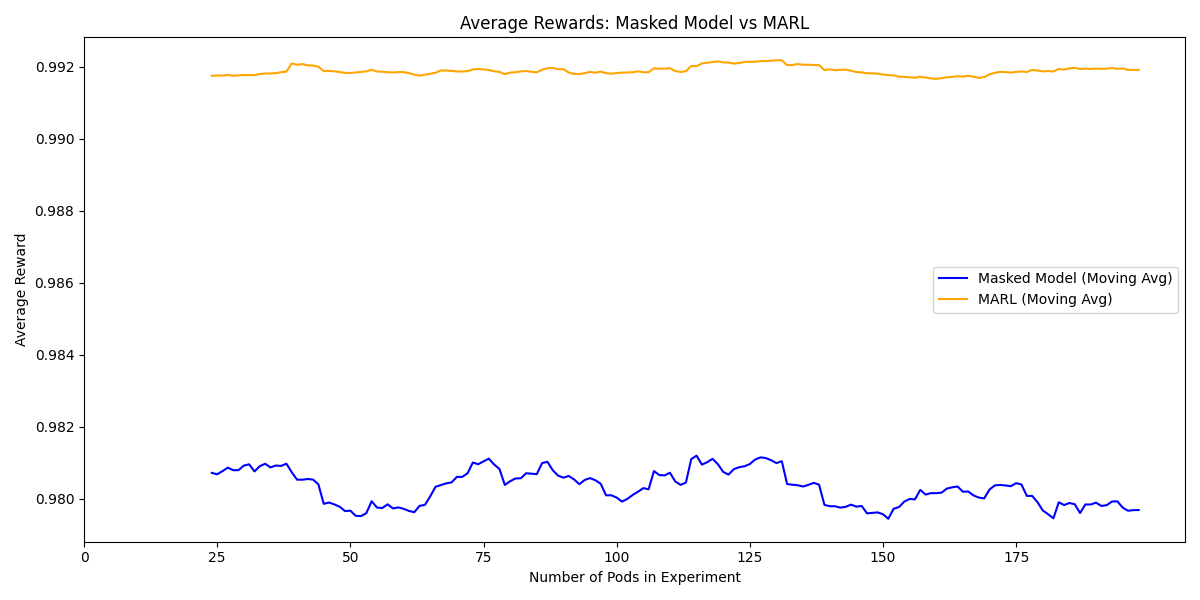 Average Rewards: Masked Model vs MARL
0.992
0.990
0.988
0.986
0.984
0.982
0.980
Average Reward
Masked Model (Moving Avg)
MARL (Moving Avg)
0 25 50 75 100 125 150 175
Number of Pods in Experiment